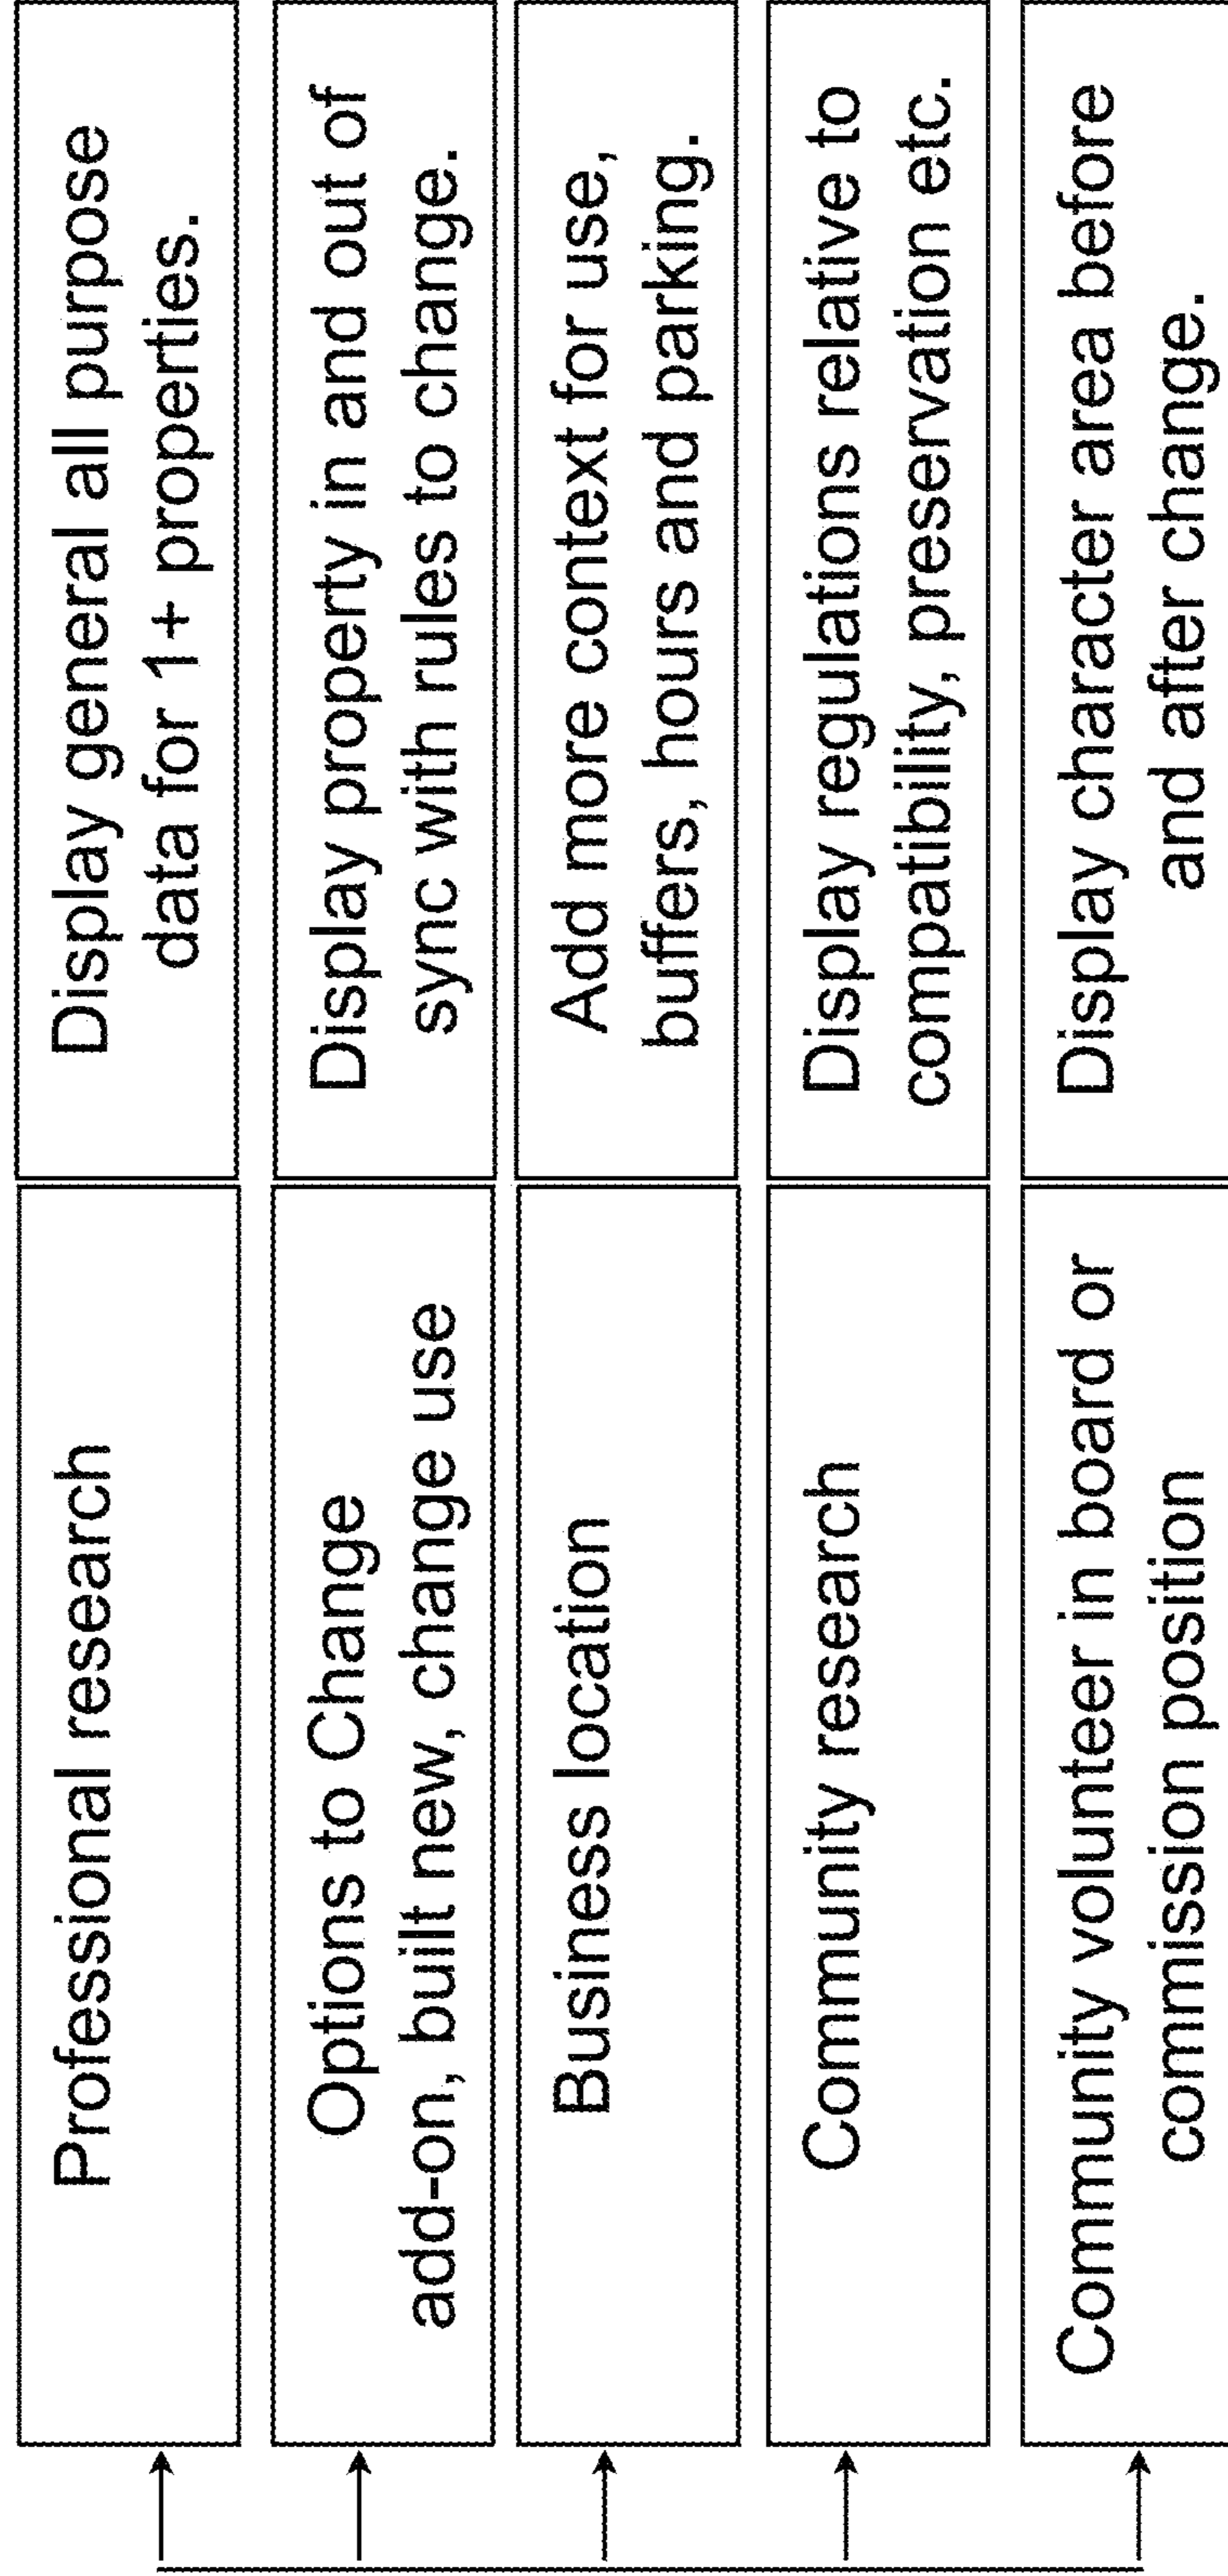 Professional research
Display general all purpose
data for 1+ properties.
Options to Change
add-on, built new, change use
Display property in and out of
sync with rules to change.
Business location
Add more context for use,
buffers, hours and parking.
Community research
Display regulations relative to
compatibility, preservation etc.
Community volunteer in board or
commission position
Display character area before
and after change.